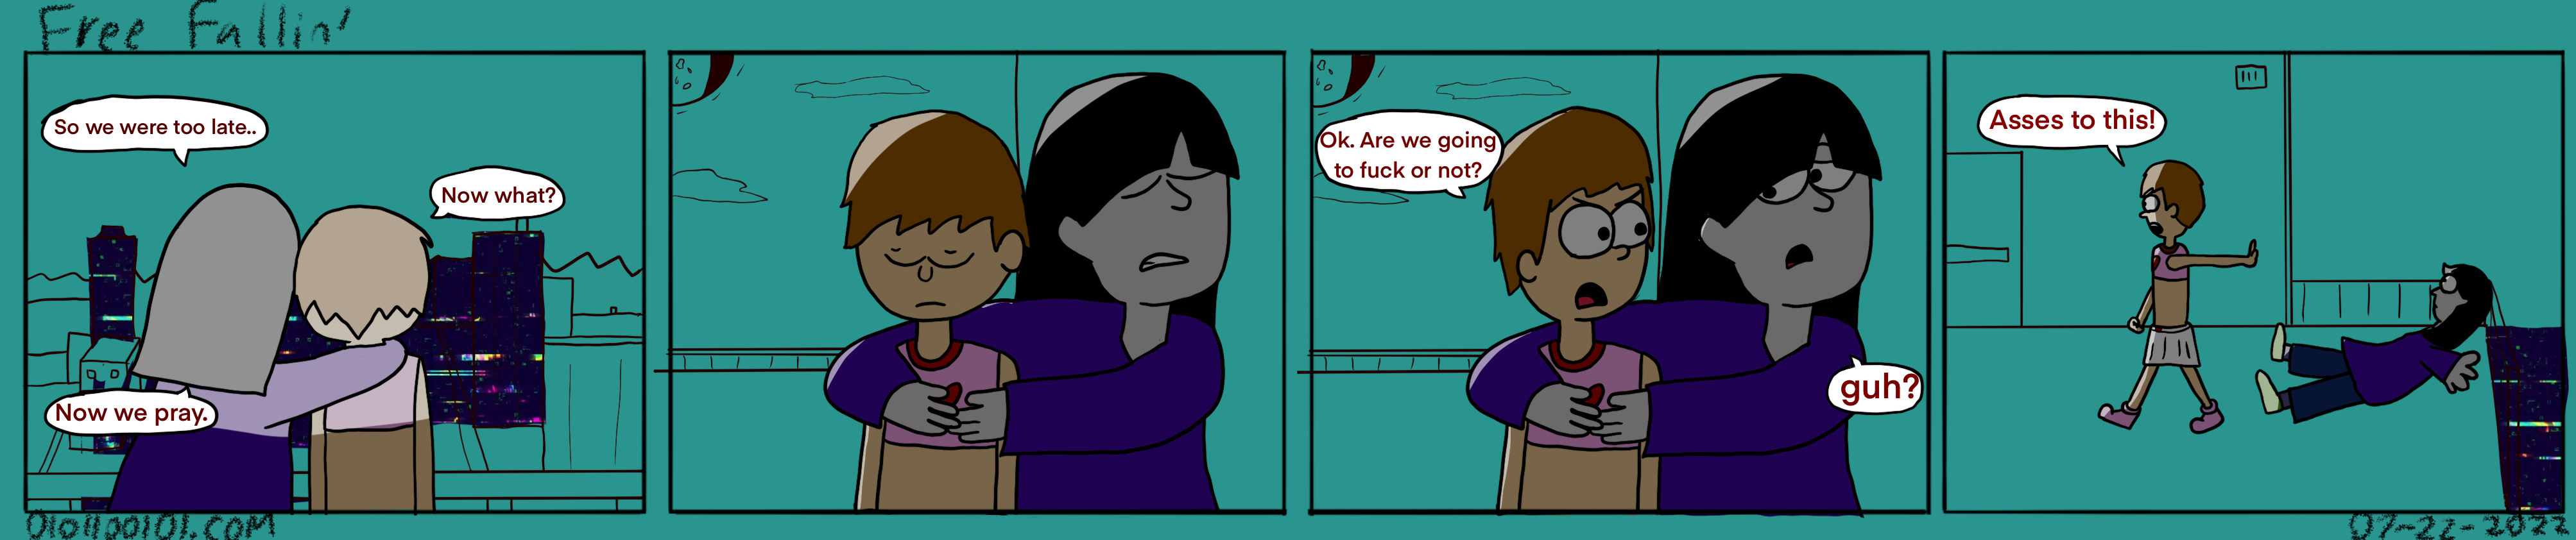 Free Fallin'
So we were too late..
Now what?
Now we pray.
Ok. Are we going
to fuck or not?
guh?
Asses to this!
0101100101.COM
07-22-2022